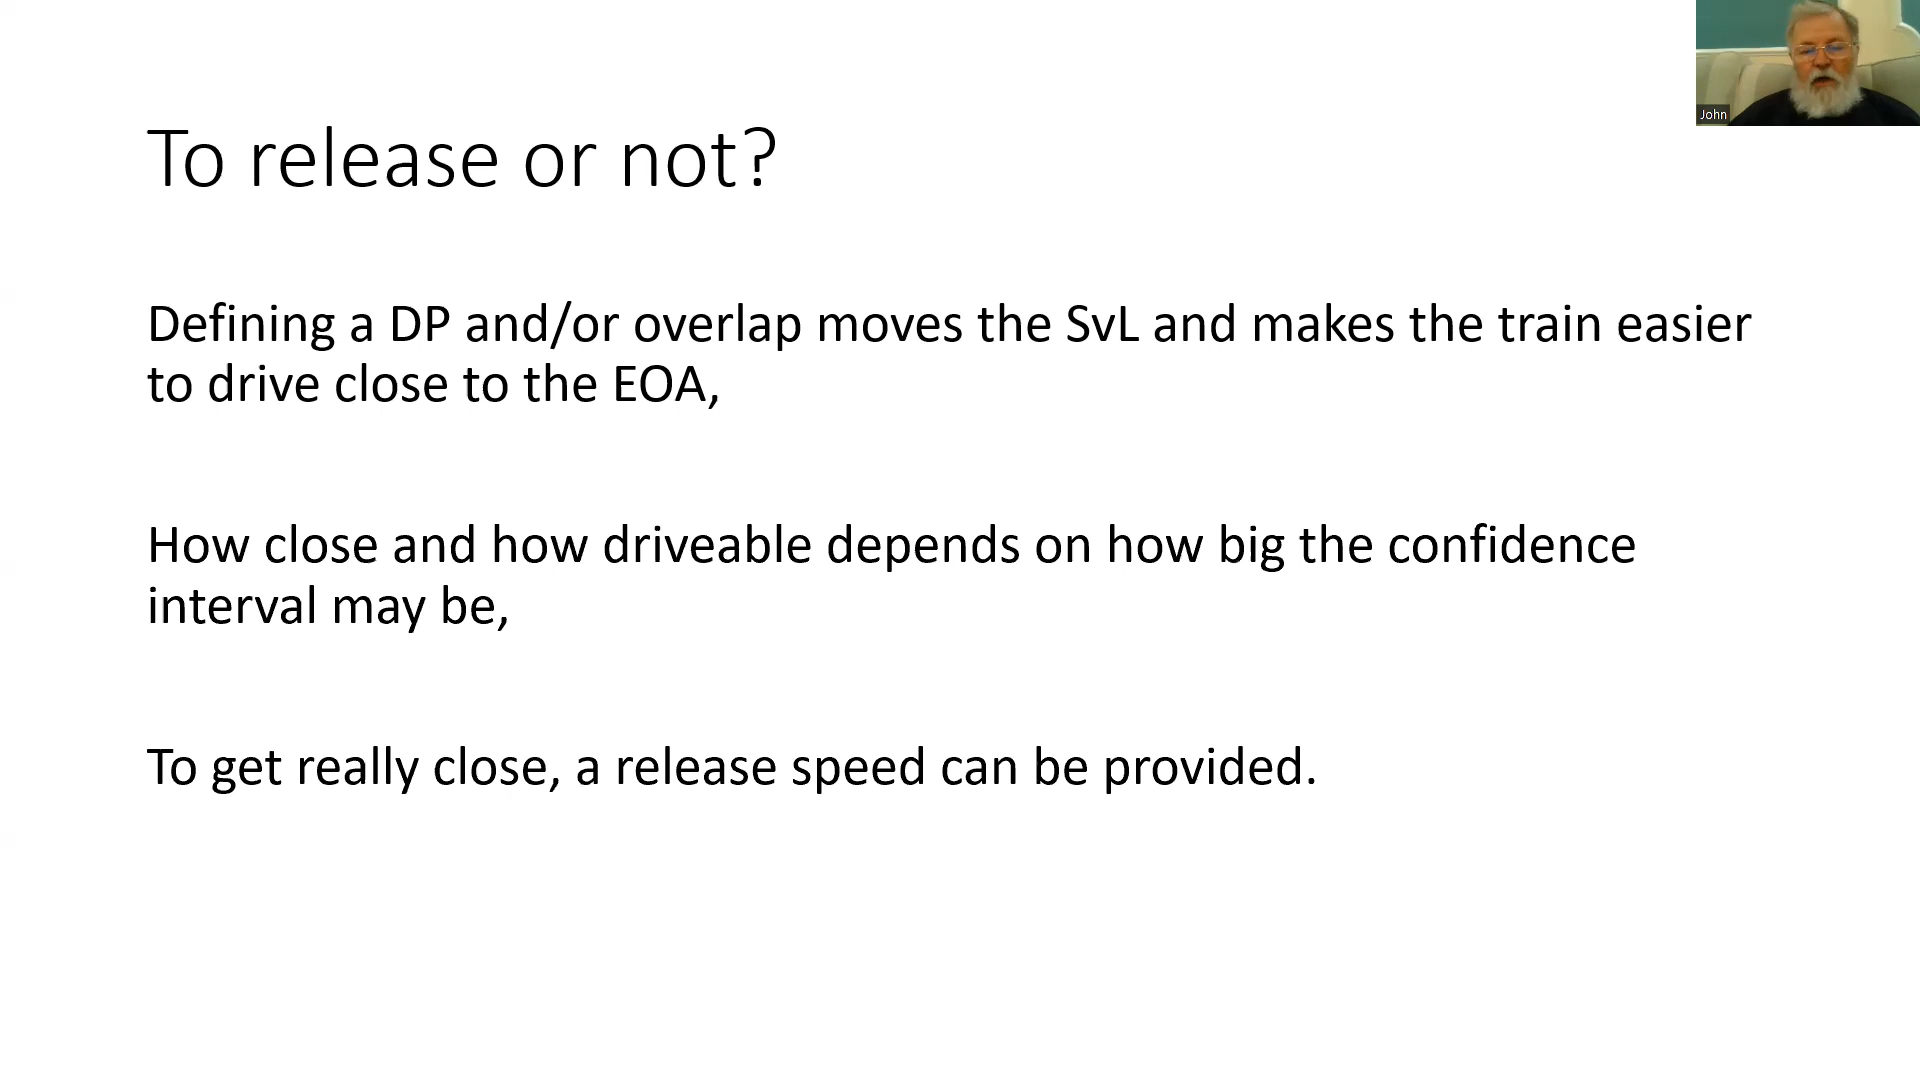 John
To release or not?
Defining a DP and/or overlap moves the SvL and makes the train easier
to drive close to the EOA,
How close and how driveable depends on how big the confidence
interval may be,
To get really close, a release speed can be provided.